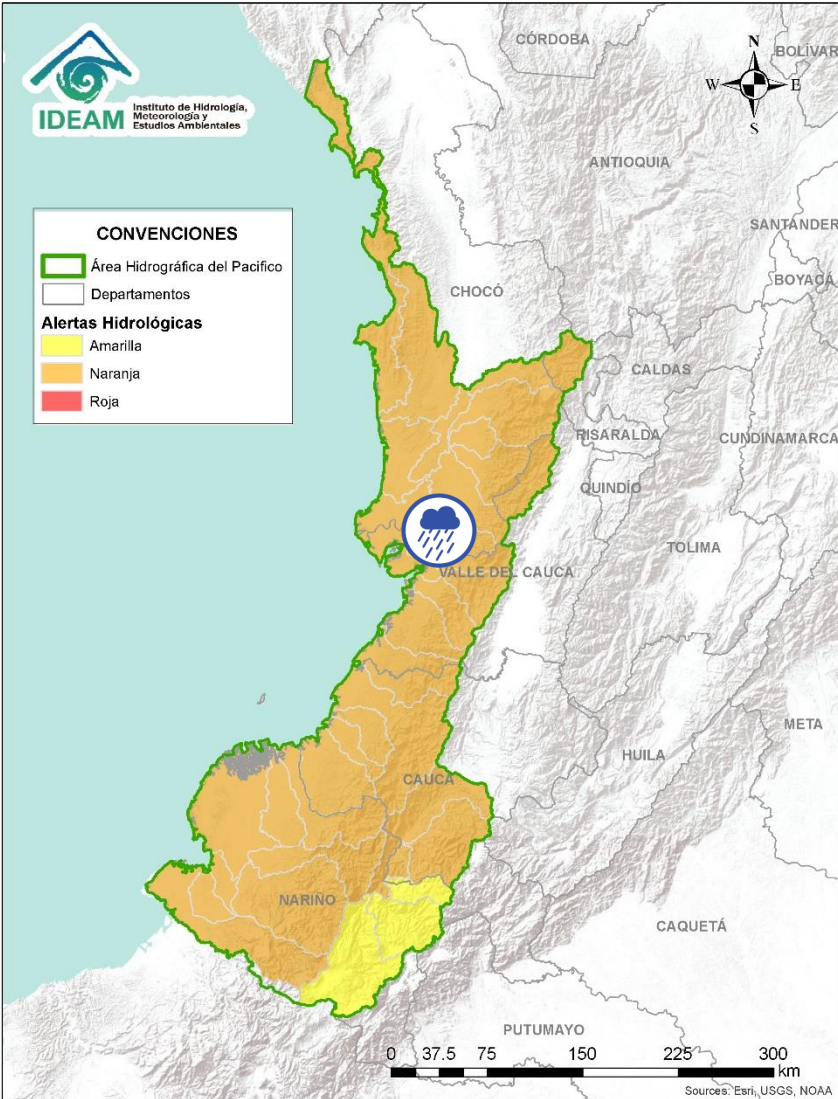 IDEAM
Instituto de Hidrología,
Meteorología y
Estudios Ambientales
CÓRDOBA
BOLÍVAR
N
W
E
S
ANTIOQUIA
SANTANDER
BOYACÁ
CONVENCIONES
Área Hidrográfica del Pacifico
Departamentos
Alertas Hidrológicas
Amarilla
Naranja
Roja
CHOCÓ
CALDAS
RISARALDA
CUNDINAMARCA
QUINDÍO
TOLIMA
VALLE DEL CAUCA
META
HUILA
CAUCA
NARIÑO
CAQUETÁ
PUTUMAYO
0 37.5 75 150 225 300
km
Sources: Esri, USGS, NOAA